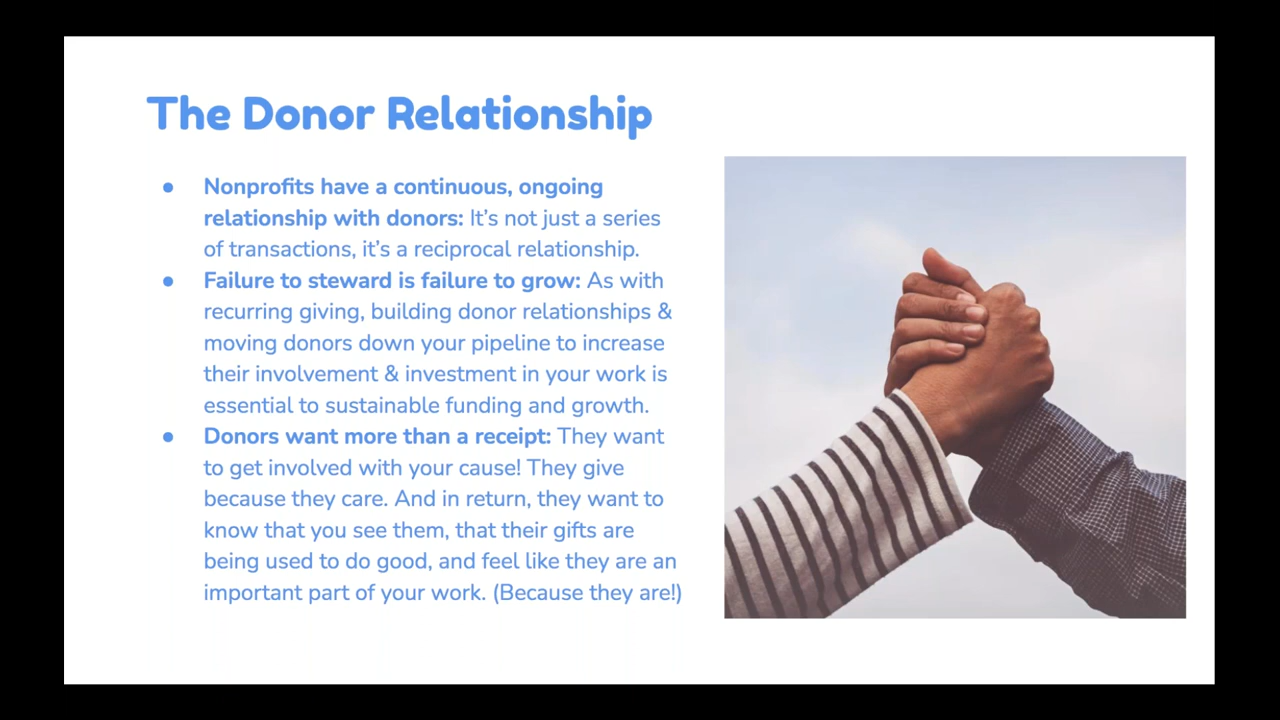 The Donor Relationship
● Nonprofits have a continuous, ongoing
relationship with donors: It's not just a series
of transactions, it's a reciprocal relationship.
● Failure to steward is failure to grow: As with
recurring giving, building donor relationships &
moving donors down your pipeline to increase
their involvement & investment in your work is
essential to sustainable funding and growth.
● Donors want more than a receipt: They want
to get involved with your cause! They give
because they care. And in return, they want to
know that you see them, that their gifts are
being used to do good, and feel like they are an
important part of your work. (Because they are!)